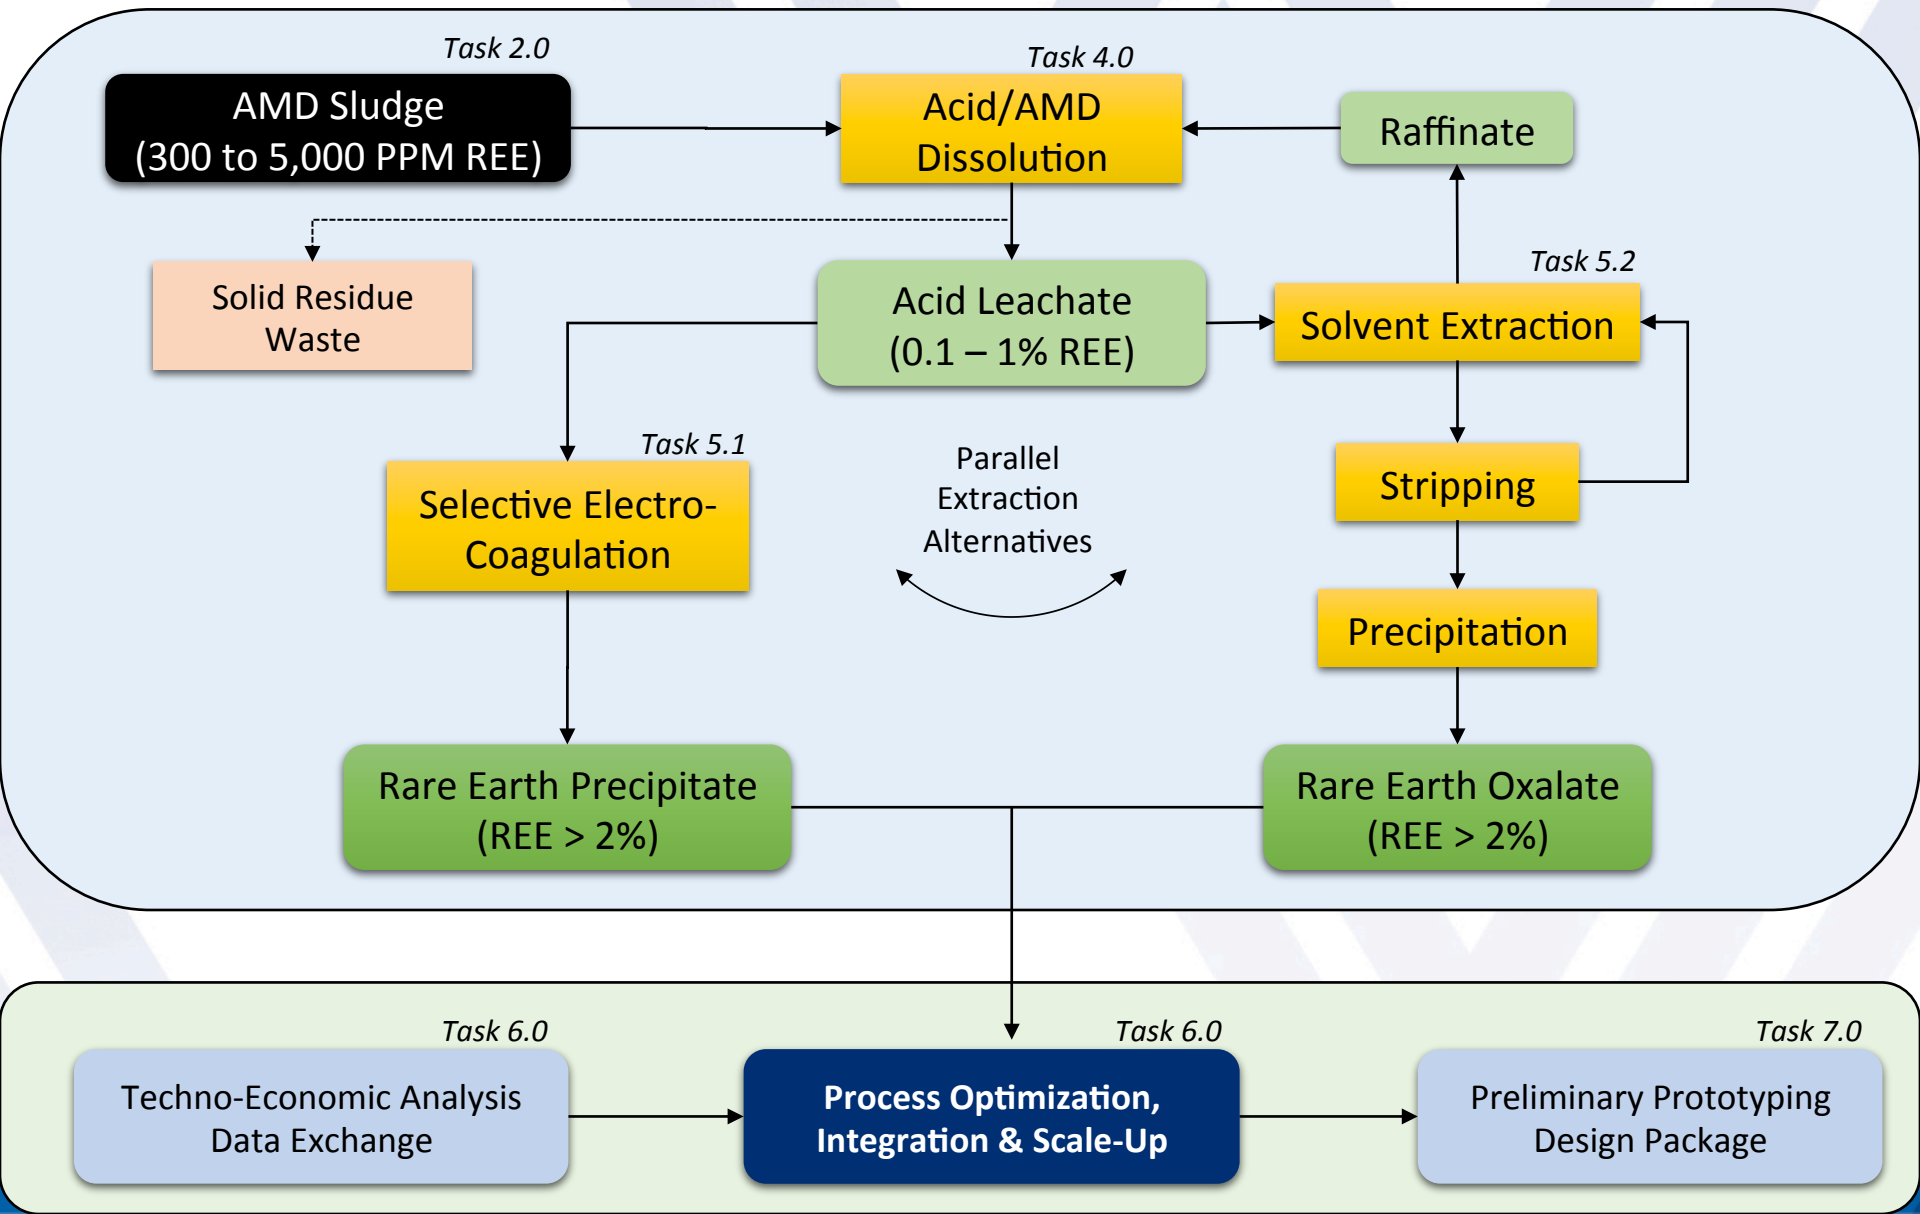 Task 2.0
AMD Sludge
(300 to 5,000 PPM REE)
Task 4.0
Acid/AMD
Dissolution
Raffinate
Solid Residue
Waste
Acid Leachate
(0.1 – 1% REE)
Task 5.2
Solvent Extraction
Task 5.1
Selective Electro-
Coagulation
Parallel
Extraction
Alternatives
Stripping
Precipitation
Rare Earth Precipitate
(REE > 2%)
Rare Earth Oxalate
(REE > 2%)
Task 6.0
Techno-Economic Analysis
Data Exchange
Task 6.0
Process Optimization,
Integration & Scale-Up
Task 7.0
Preliminary Prototyping
Design Package